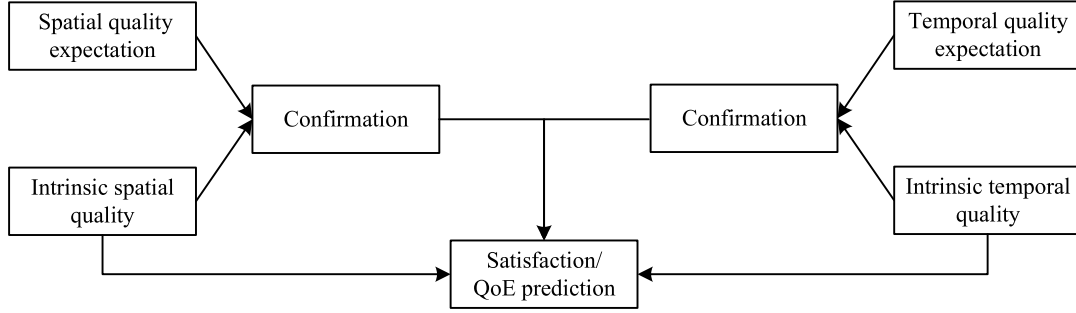 Spatial quality
expectation
Temporal quality
expectation
Confirmation
Confirmation
Intrinsic spatial
quality
Intrinsic temporal
quality
Satisfaction/
QoE prediction